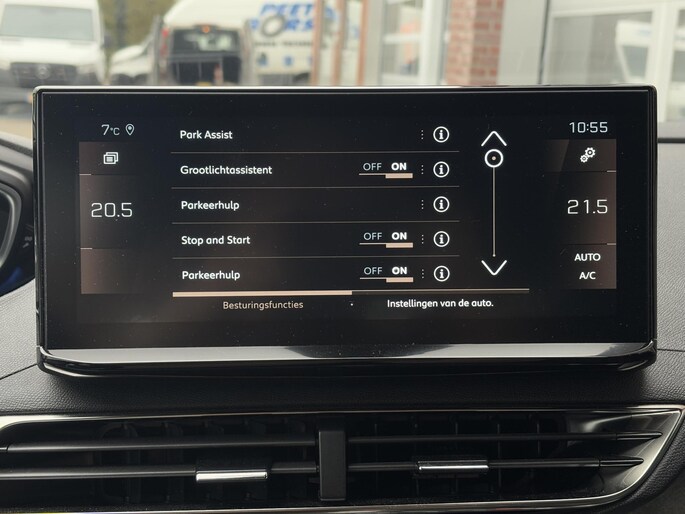 7°C
10:55
Park Assist
Grootlichtassistent OFF ON
20.5
21.5
Parkeerhulp
Stop and Start OFF ON
AUTO
Parkeerhulp OFF ON
A/C
Besturingsfuncties
Instellingen van de auto.